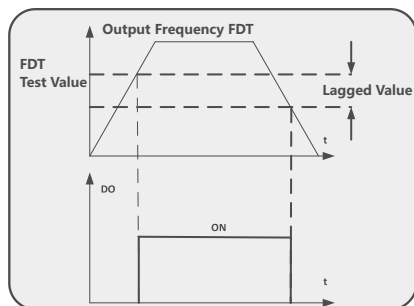 Output Frequency FDT
FDT
Test Value
Lagged Value
t
DO
ON
t